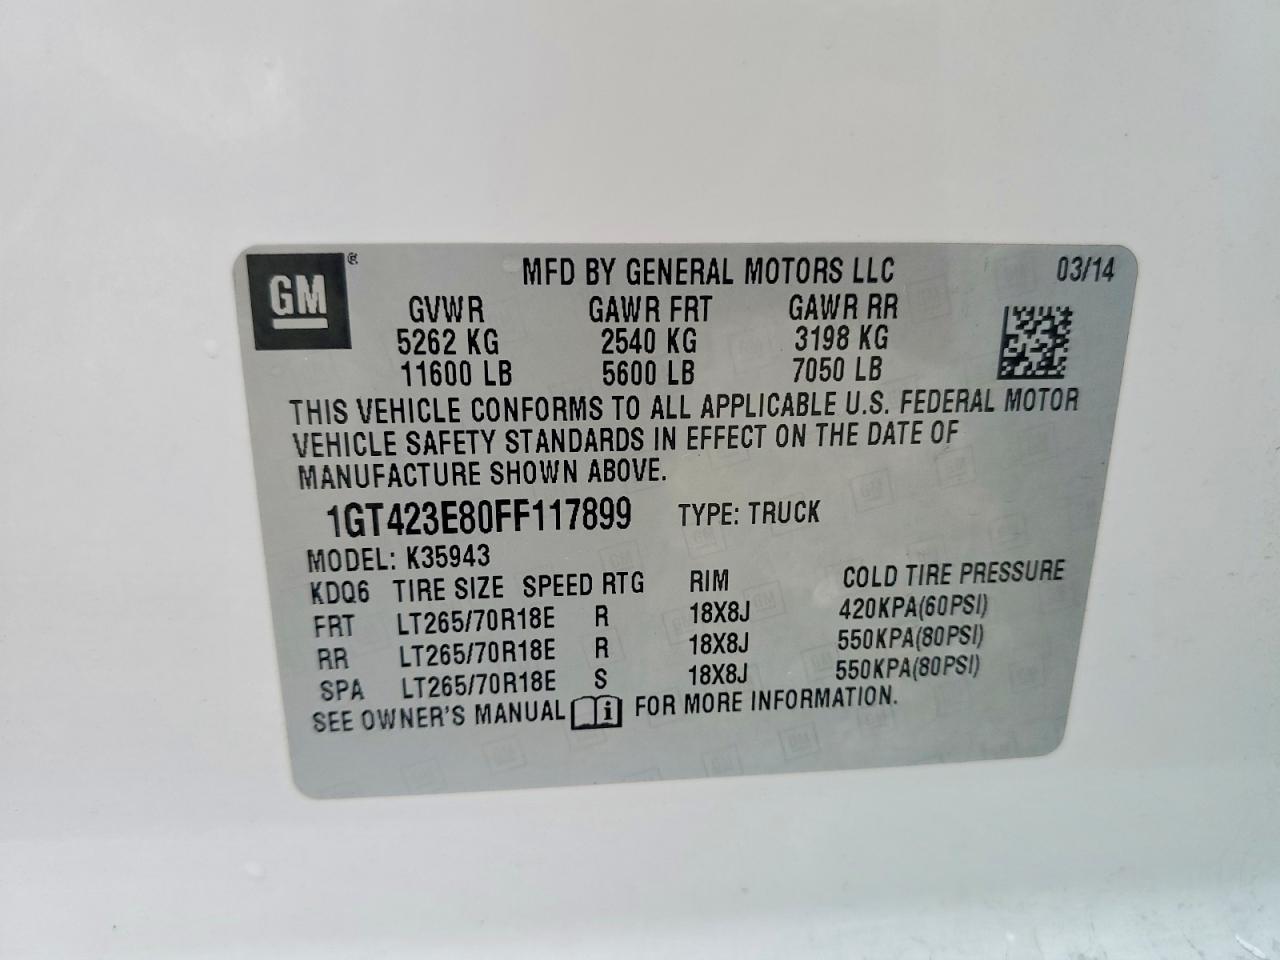 GM ®
MFD BY GENERAL MOTORS LLC 03/14
GVWR GAWR FRT GAWR RR
5262 KG 2540 KG 3198 KG
11600 LB 5600 LB 7050 LB
THIS VEHICLE CONFORMS TO ALL APPLICABLE U.S. FEDERAL MOTOR
VEHICLE SAFETY STANDARDS IN EFFECT ON THE DATE OF
MANUFACTURE SHOWN ABOVE.
1GT423E80FF117899 TYPE: TRUCK
MODEL: K35943
KDQ6 TIRE SIZE SPEED RTG RIM COLD TIRE PRESSURE
FRT LT265/70R18E R 18X8J 420KPA(60PSI)
RR LT265/70R18E R 18X8J 550KPA(80PSI)
SPA LT265/70R18E S 18X8J 550KPA(80PSI)
SEE OWNER'S MANUAL i FOR MORE INFORMATION.